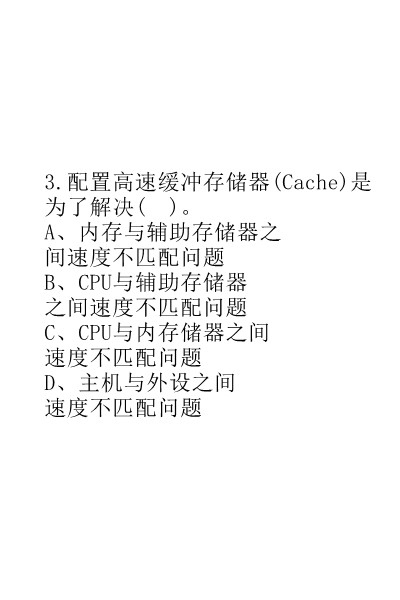 3.配置高速缓冲存储器(Cache)是
为了解决(  )。
A、内存与辅助存储器之
间速度不匹配问题
B、CPU与辅助存储器
之间速度不匹配问题
C、CPU与内存储器之间
速度不匹配问题
D、主机与外设之间
速度不匹配问题